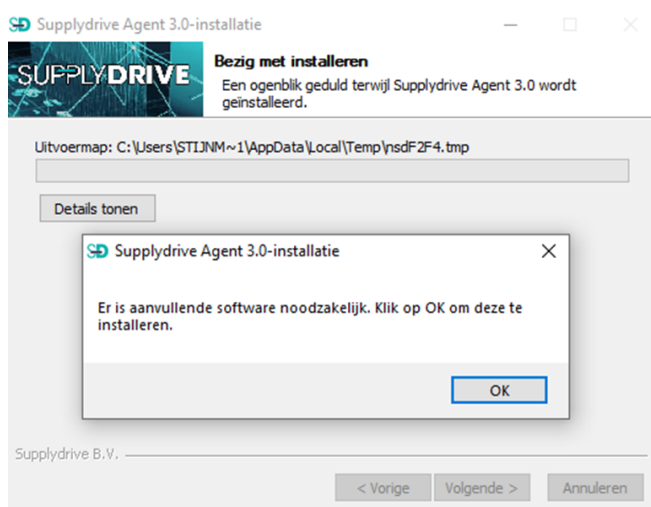 Supplydrive Agent 3.0-installatie
SUPPLYDRIVE
Bezig met installeren
Een ogenblik geduld terwijl Supplydrive Agent 3.0 wordt
geïnstalleerd.
Uitvoermap: C:\Users\STIJNM~1\AppData\Local\Temp\nsdF2F4.tmp
Details tonen
SD Supplydrive Agent 3.0-installatie
Er is aanvullende software noodzakelijk. Klik op OK om deze te
installeren.
OK
Supplydrive B.V.
< Vorige Volgende > Annuleren